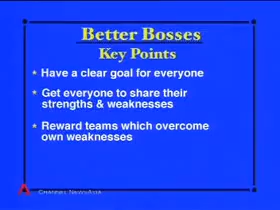 Better Bosses
Key Points
Have a clear goal for everyone
Get everyone to share their
strengths & weaknesses
Reward teams which overcome
own weaknesses
CHANNEL NEWSASIA